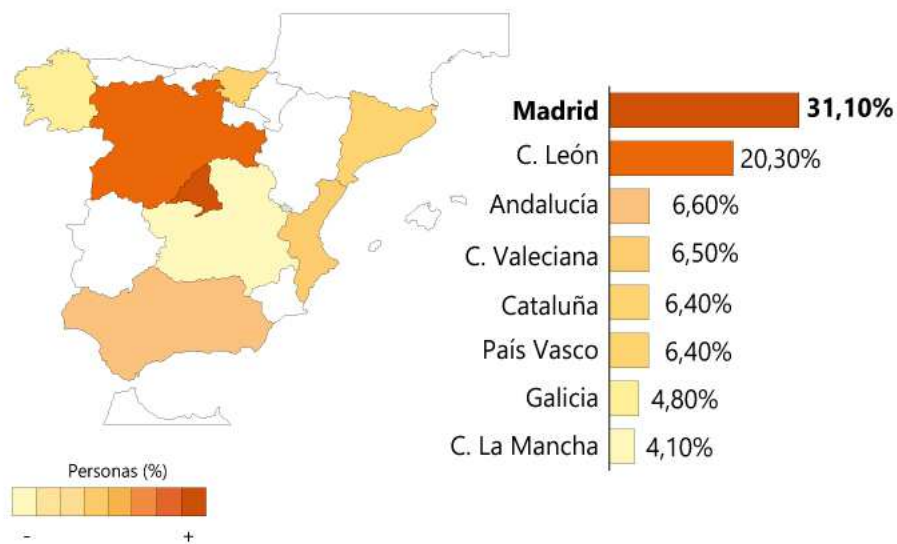 Madrid 31,10%
C. León 20,30%
Andalucía 6,60%
C. Valeciana 6,50%
Cataluña 6,40%
País Vasco 6,40%
Galicia 4,80%
C. La Mancha 4,10%
Personas (%)
- +